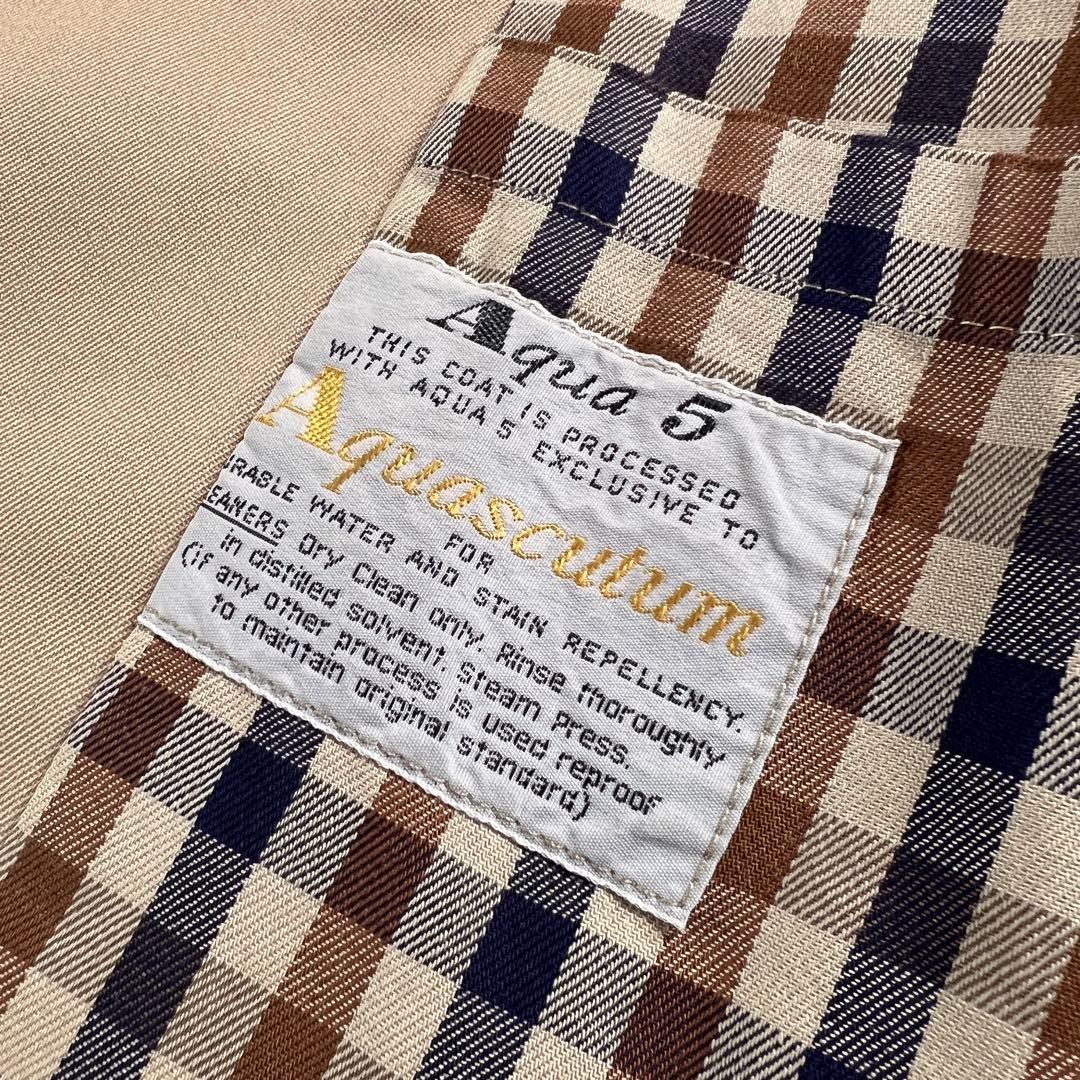 Aqua 5
THIS COAT IS PROCESSED
WITH AQUA 5 EXCLUSIVE TO
Aquascutum
FOR
URABLE WATER AND STAIN REPELLENCY.
EANERS Dry Clean only. Rinse thoroughly
in distilled solvent. Steam Press.
(if any other process is used reproof
to maintain original standard)